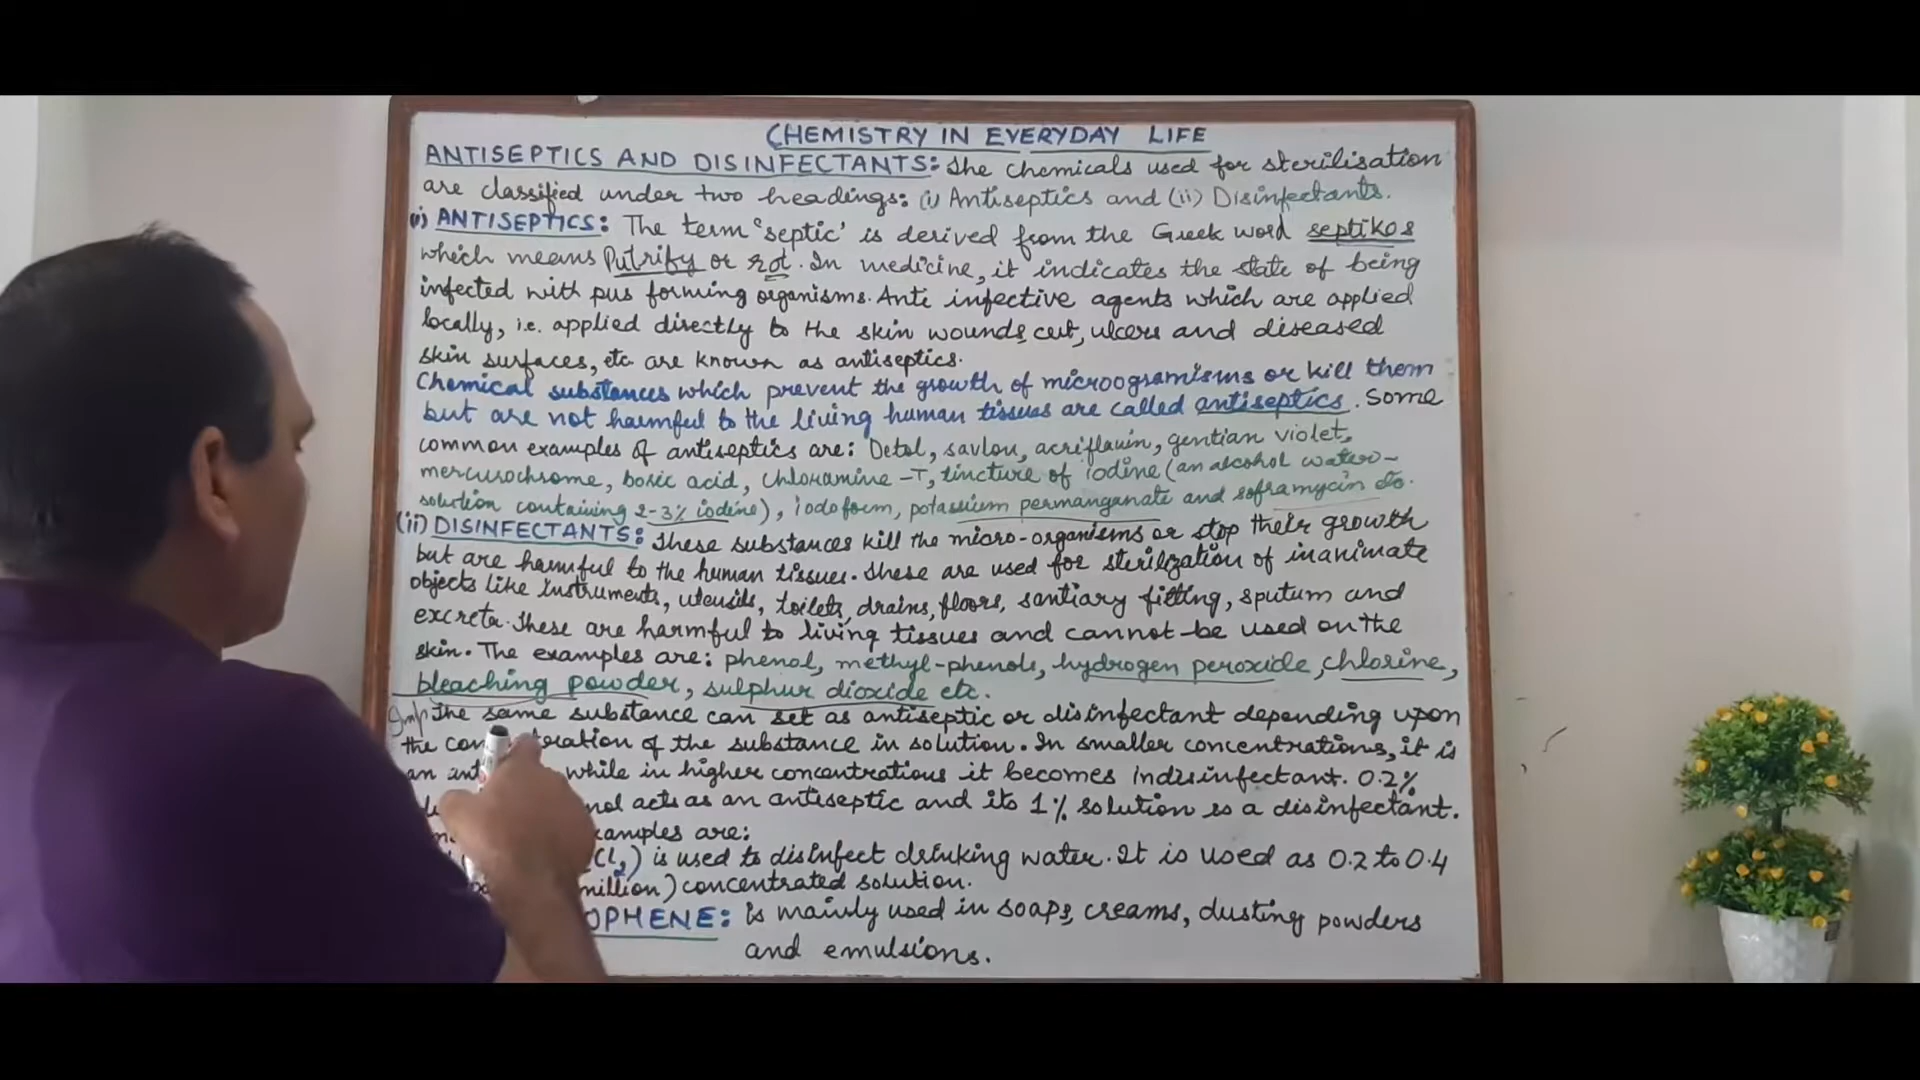 CHEMISTRY IN EVERYDAY LIFE
ANTISEPTICS AND DISINFECTANTS: The chemicals used for sterilisation
are classified under two headings: (i) Antiseptics and (ii) Disinfectants.
(i) ANTISEPTICS: The term 'septic' is derived from the Greek word septikos
which means Putrify or rot. In medicine, it indicates the state of being
infected with pus forming organisms. Anti infective agents which are applied
locally, i.e. applied directly to the skin wounds, cut, ulcers and diseased
skin surfaces, etc are known as antiseptics.
Chemical substances which prevent the growth of microogramisms or kill them
but are not harmful to the living human tissues are called antiseptics. Some
common examples of antiseptics are: Detol, savlon, acriflavin, gentian violet,
mercurochrome, boric acid, chloramine-T, tincture of iodine (an alcohol water-
solution containing 2-3% iodine), iodoform, potassium permanganate and soframycin
(ii) DISINFECTANTS: These substances kill the micro-organisms or stop their growth
but are harmful to the human tissues. These are used for sterilization of inanimate
objects like instruments, utensils, toilets, drains, floors, santiary fitting, sputum and
excreta. These are harmful to living tissues and cannot be used on the
skin. The examples are: phenol, methyl-phenols, hydrogen peroxide, chlorine,
bleaching powder, sulphur dioxide etc.
Imp The same substance can set as antiseptic or disinfectant depending upon
the of the substance in solution. In smaller concentrations, it is
an while in higher concentrations it becomes indisinfectant. 0.2%
acts as an antiseptic and its 1% solution is a disinfectant.
are:
(Cl2) is used to disinfect drinking water. It is used as 0.2 to 0.4
million) concentrated solution.
OPHENE: is mainly used in soaps, creams, dusting powders
and emulsions.